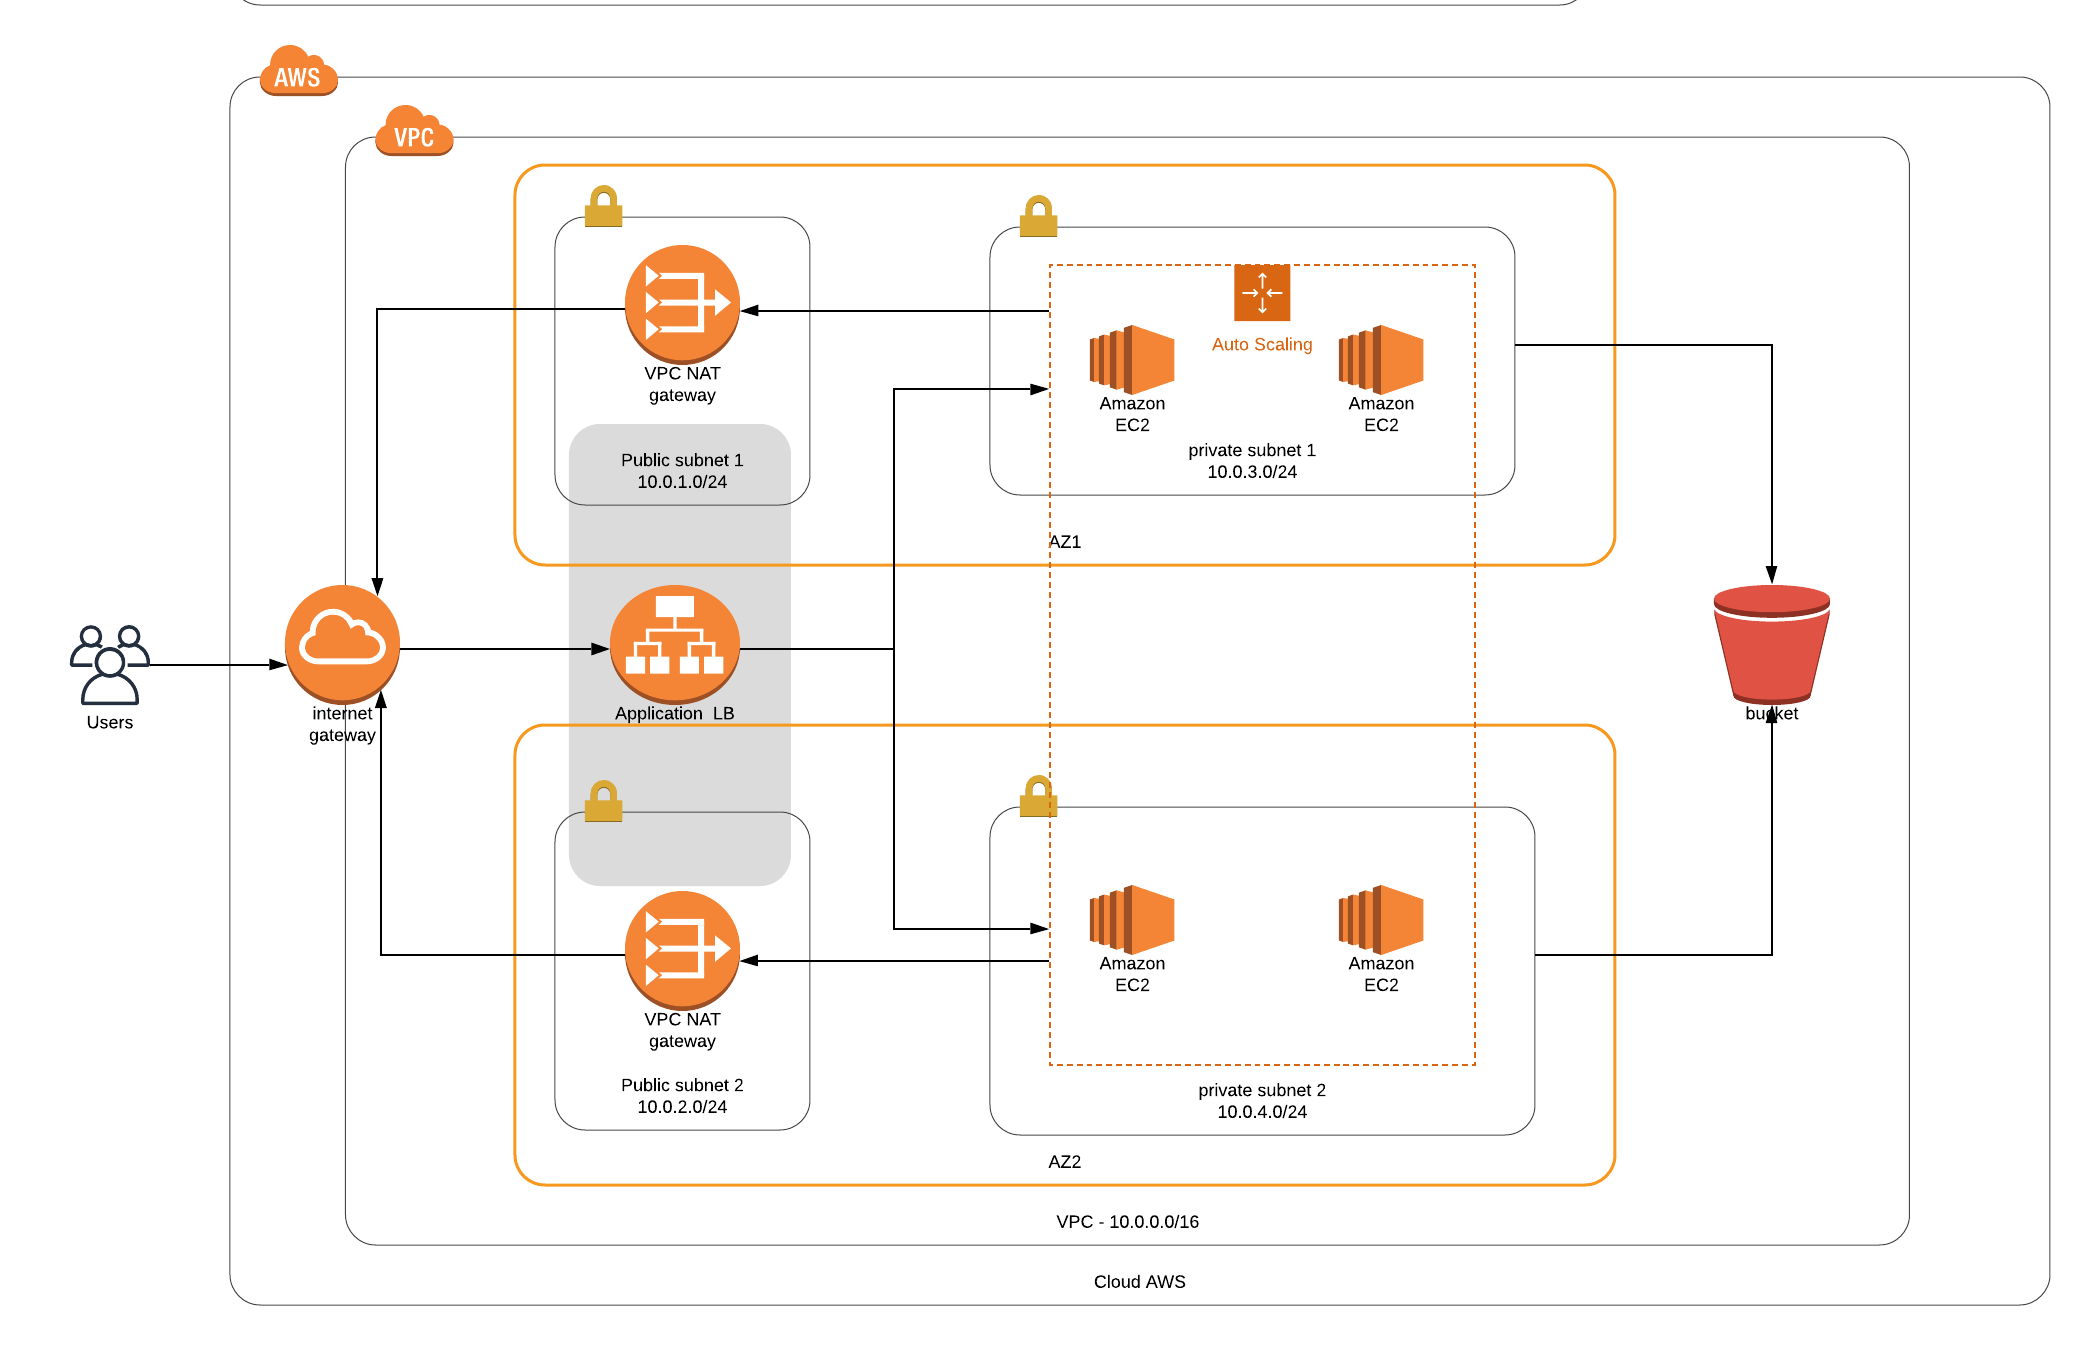 AWS
VPC
VPC NAT
gateway
Public subnet 1
10.0.1.0/24
Auto Scaling
Amazon
EC2
Amazon
EC2
private subnet 1
10.0.3.0/24
AZ1
Users
internet
gateway
Application  LB
bucket
VPC NAT
gateway
Public subnet 2
10.0.2.0/24
Amazon
EC2
Amazon
EC2
private subnet 2
10.0.4.0/24
AZ2
VPC - 10.0.0.0/16
Cloud AWS